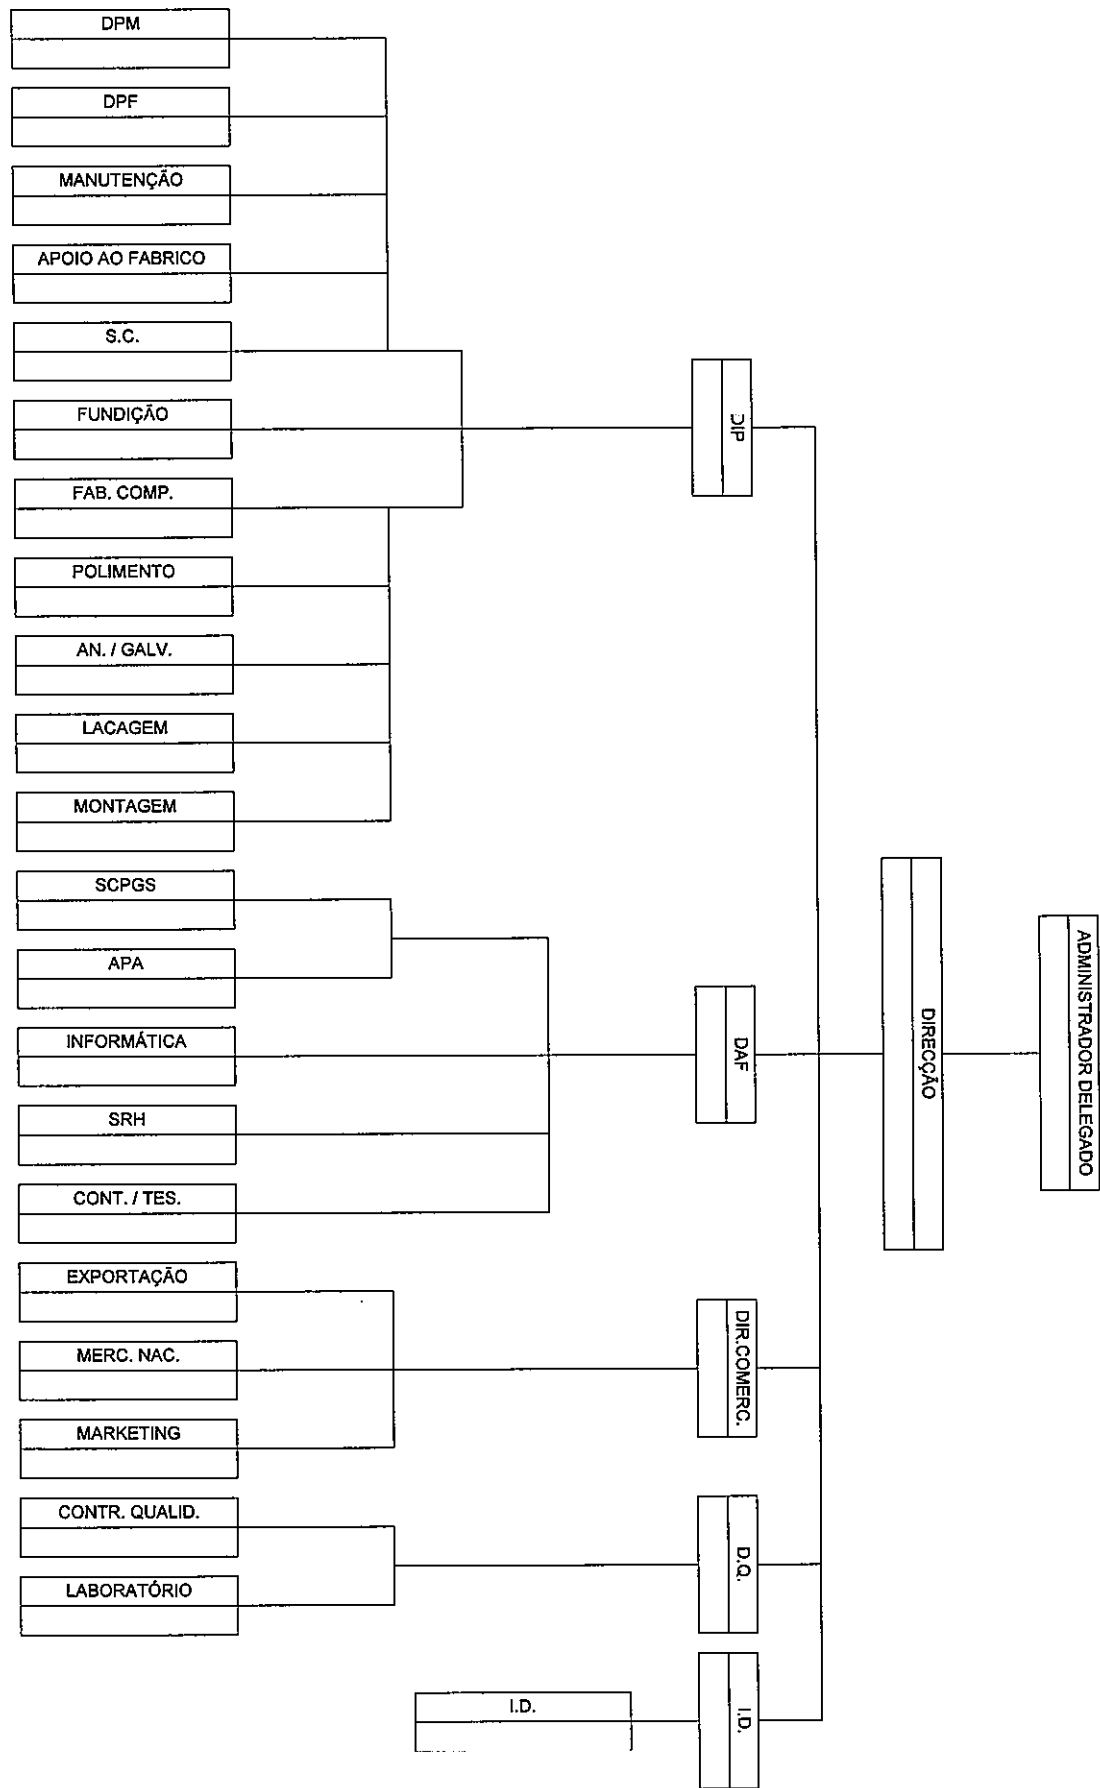 ADMINISTRADOR DELEGADO
DIRECÇÃO
DIP
DAF
DIR.COMERC.
D.Q.
I.D.
DPM
DPF
MANUTENÇÃO
APOIO AO FABRICO
S.C.
FUNDIÇÃO
FAB. COMP.
POLIMENTO
AN. / GALV.
LACAGEM
MONTAGEM
SCPGS
APA
INFORMÁTICA
SRH
CONT. / TES.
EXPORTAÇÃO
MERC. NAC.
MARKETING
CONTR. QUALID.
LABORATÓRIO
I.D.